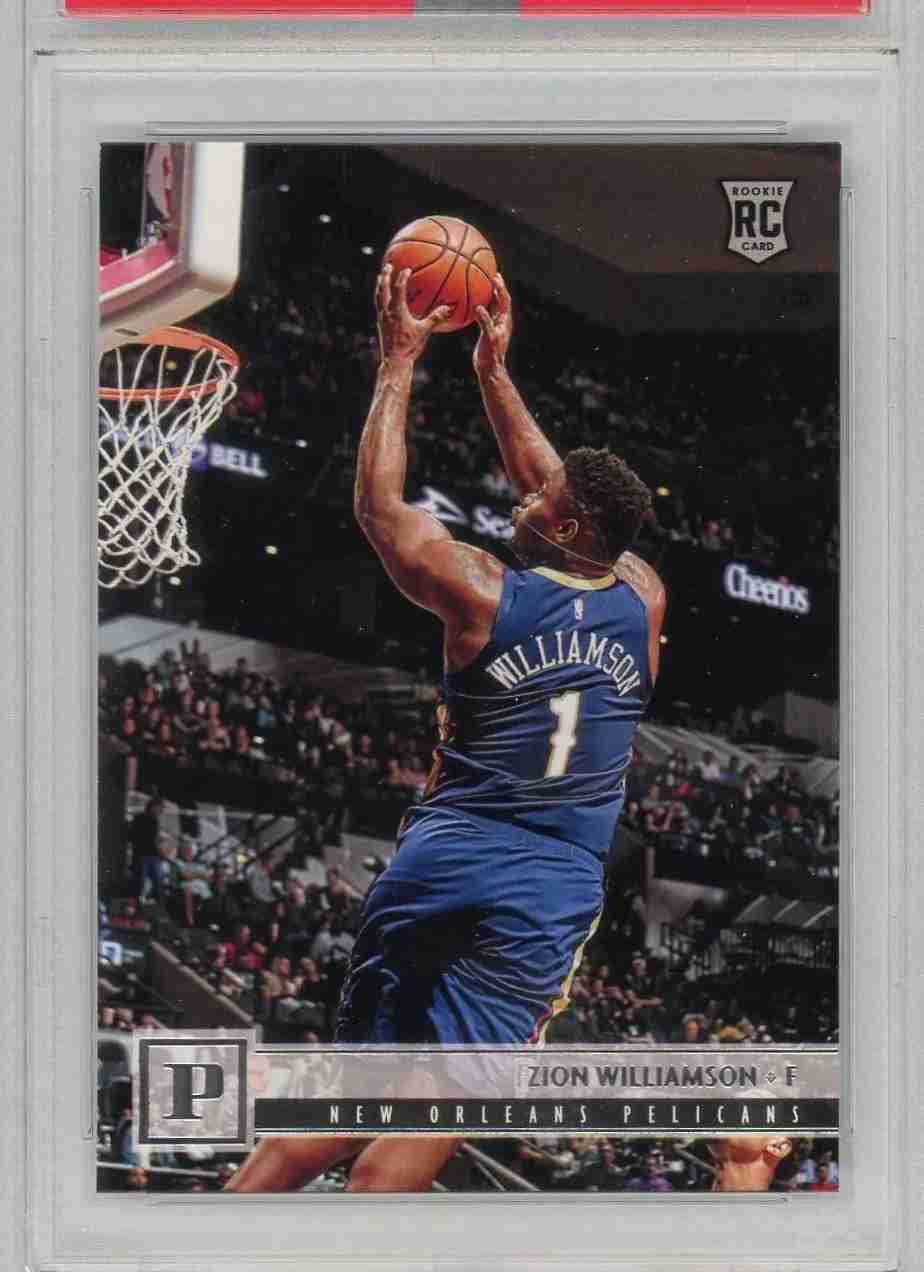 ROOKIE
RC
CARD
BELL
Cheerios
WILLIAMSON
1
P
ZION WILLIAMSON F
NEW ORLEANS PELICANS